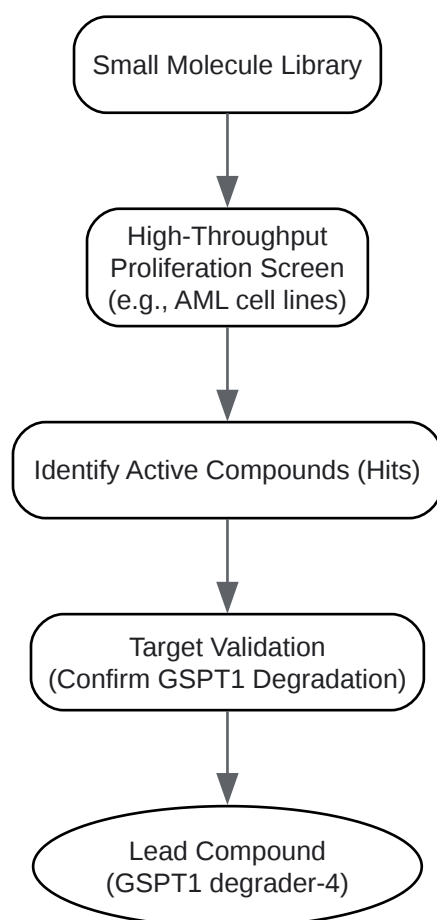 Small Molecule Library
High-Throughput
Proliferation Screen
(e.g., AML cell lines)
Identify Active Compounds (Hits)
Target Validation
(Confirm GSPT1 Degradation)
Lead Compound
(GSPT1 degrader-4)